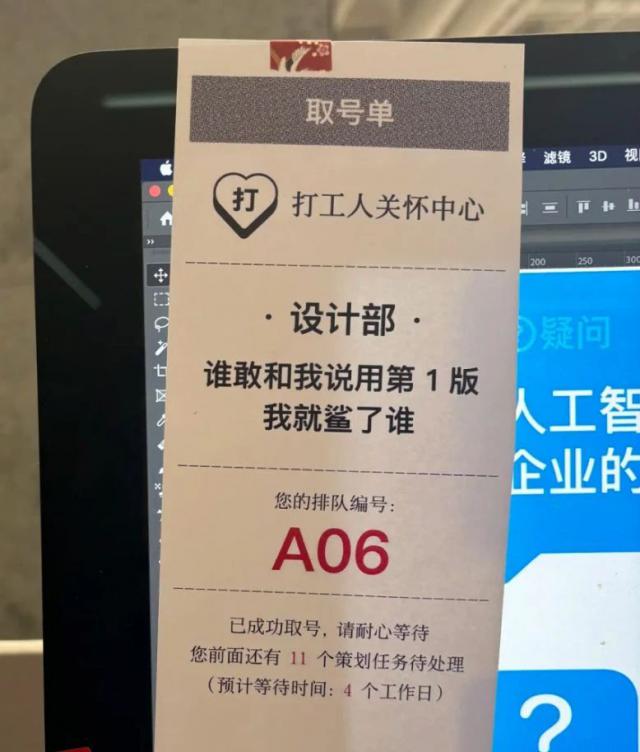 取号单
打
打工人关怀中心
· 设计部 ·
谁敢和我说用第 1 版
我就鲨了谁
您的排队编号:
A06
已成功取号，请耐心等待
您前面还有 11 个策划任务待处理
（预计等待时间: 4 个工作日）
滤镜 3D 视
200 250 300
? 疑问
人工智
企业的
?